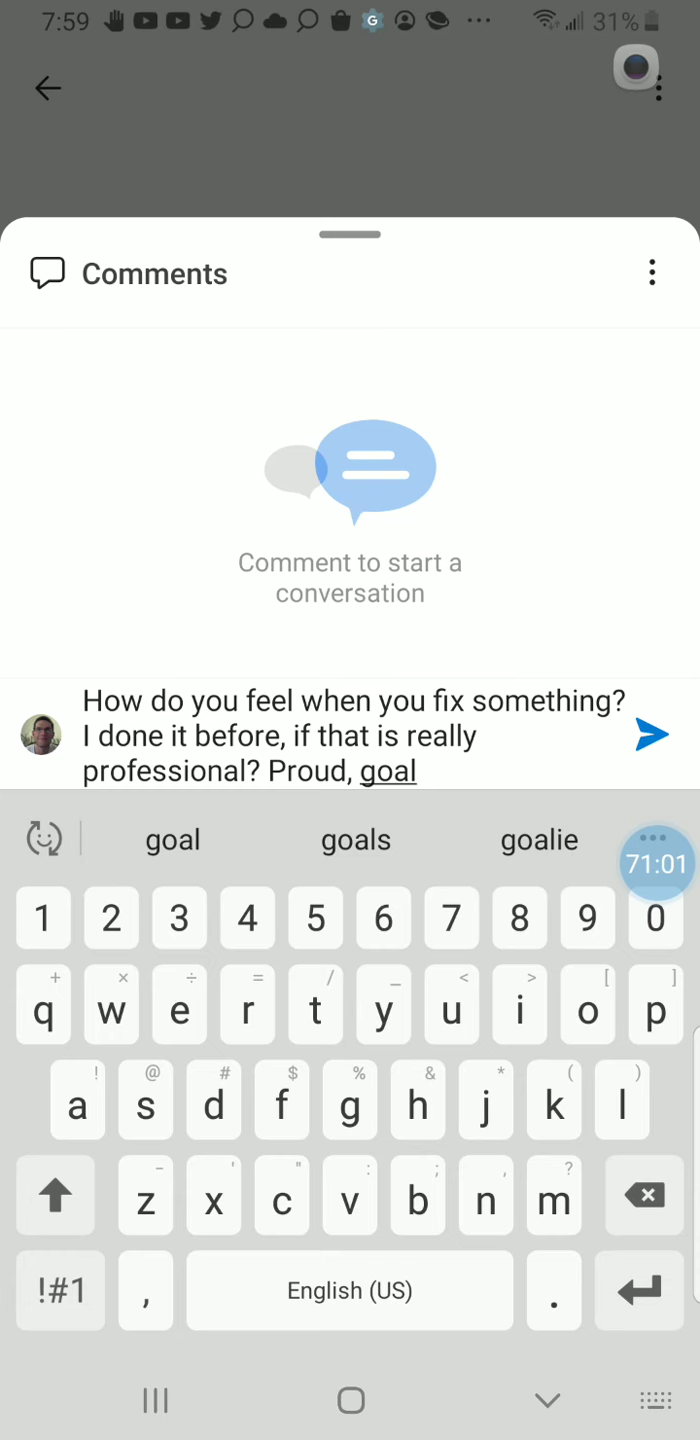 7:59 G 31%
Comments
Comment to start a
conversation
How do you feel when you fix something?
I done it before, if that is really
professional? Proud, goal
goal goals goalie
71:01
1 2 3 4 5 6 7 8 9 0
+ × ÷ = / _ < > [ ]
q w e r t y u i o p
! @ # $ % & * ( )
a s d f g h j k l
- ' " : ; , ?
z x c v b n m
!#1 , English (US) .